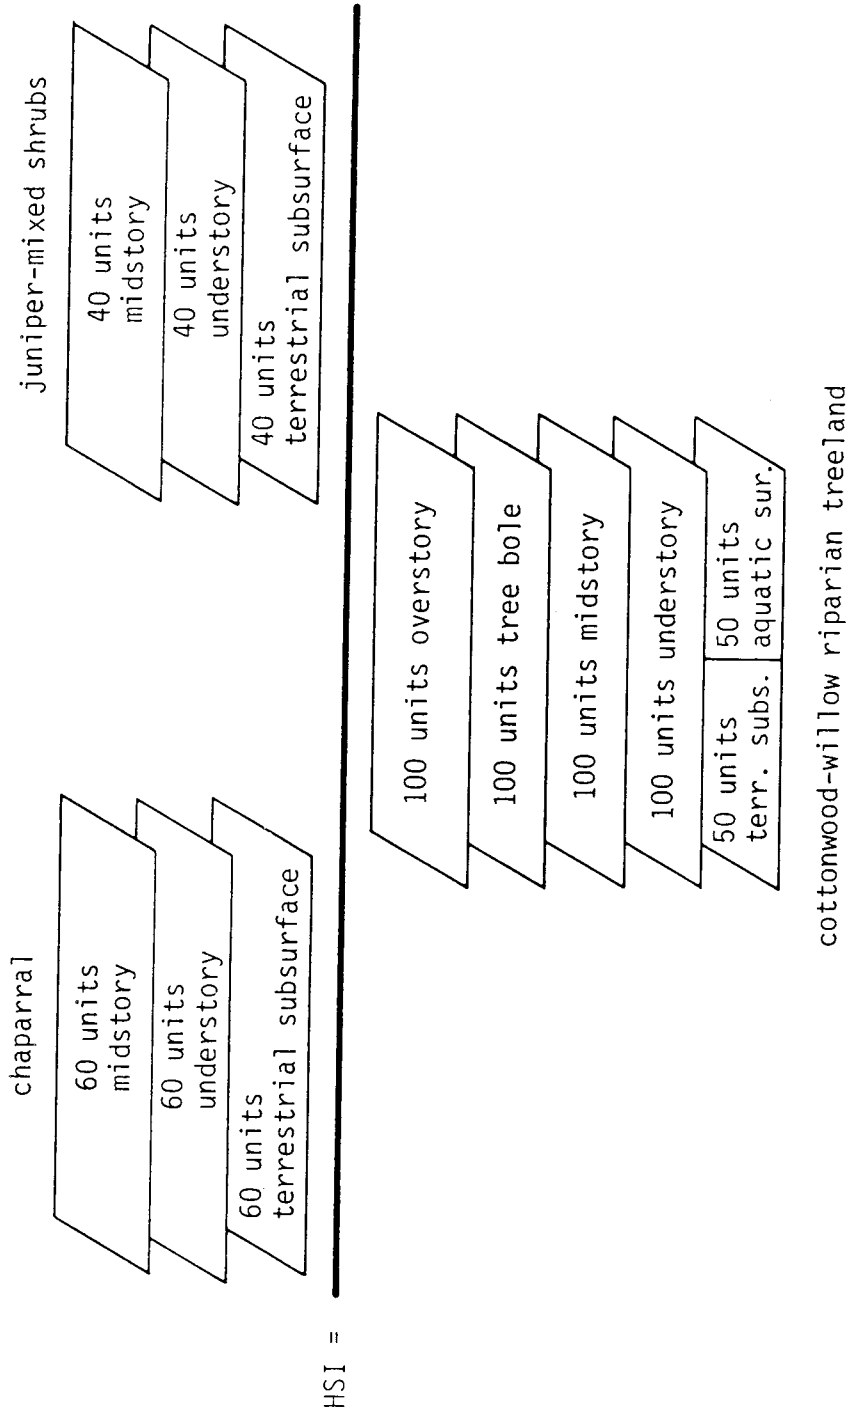 chaparral
60 units
midstory
60 units
understory
60 units
terrestrial subsurface
juniper-mixed shrubs
40 units
midstory
40 units
understory
40 units
terrestrial subsurface
HSI =
100 units overstory
100 units tree bole
100 units midstory
100 units understory
50 units
terr. subs.
50 units
aquatic sur.
cottonwood-willow riparian treeland